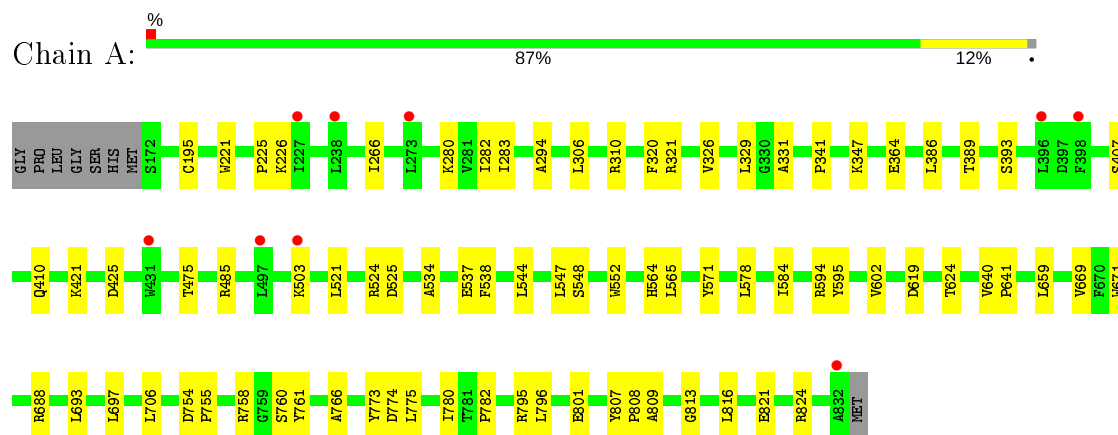 %
Chain A:
87% 12% •
GLY PRO LEU GLY SER HIS MET S172 C195 W221 P225 K226 I227 L238 I266 L273 K280 V281 I282 I283 A294 L306 R310 F320 R321 V326 L329 G330 A331 P341 K347 E364 L386 T389 S393 L396 D397 F398
Q410 K421 D425 W431 T475 R485 L497 K503 L521 R524 D525 A534 E537 F538 L544 L547 S548 W552 H564 L565 Y571 L578 I584 R594 Y595 V602 D619 T624 V640 P641 L659 V669 F670 W671
R688 L693 L697 L706 D754 P755 R758 G759 S760 Y761 A766 Y773 D774 L775 I780 T781 F782 R795 L796 E801 Y807 P808 A809 G813 L816 E821 R824 A832 MET